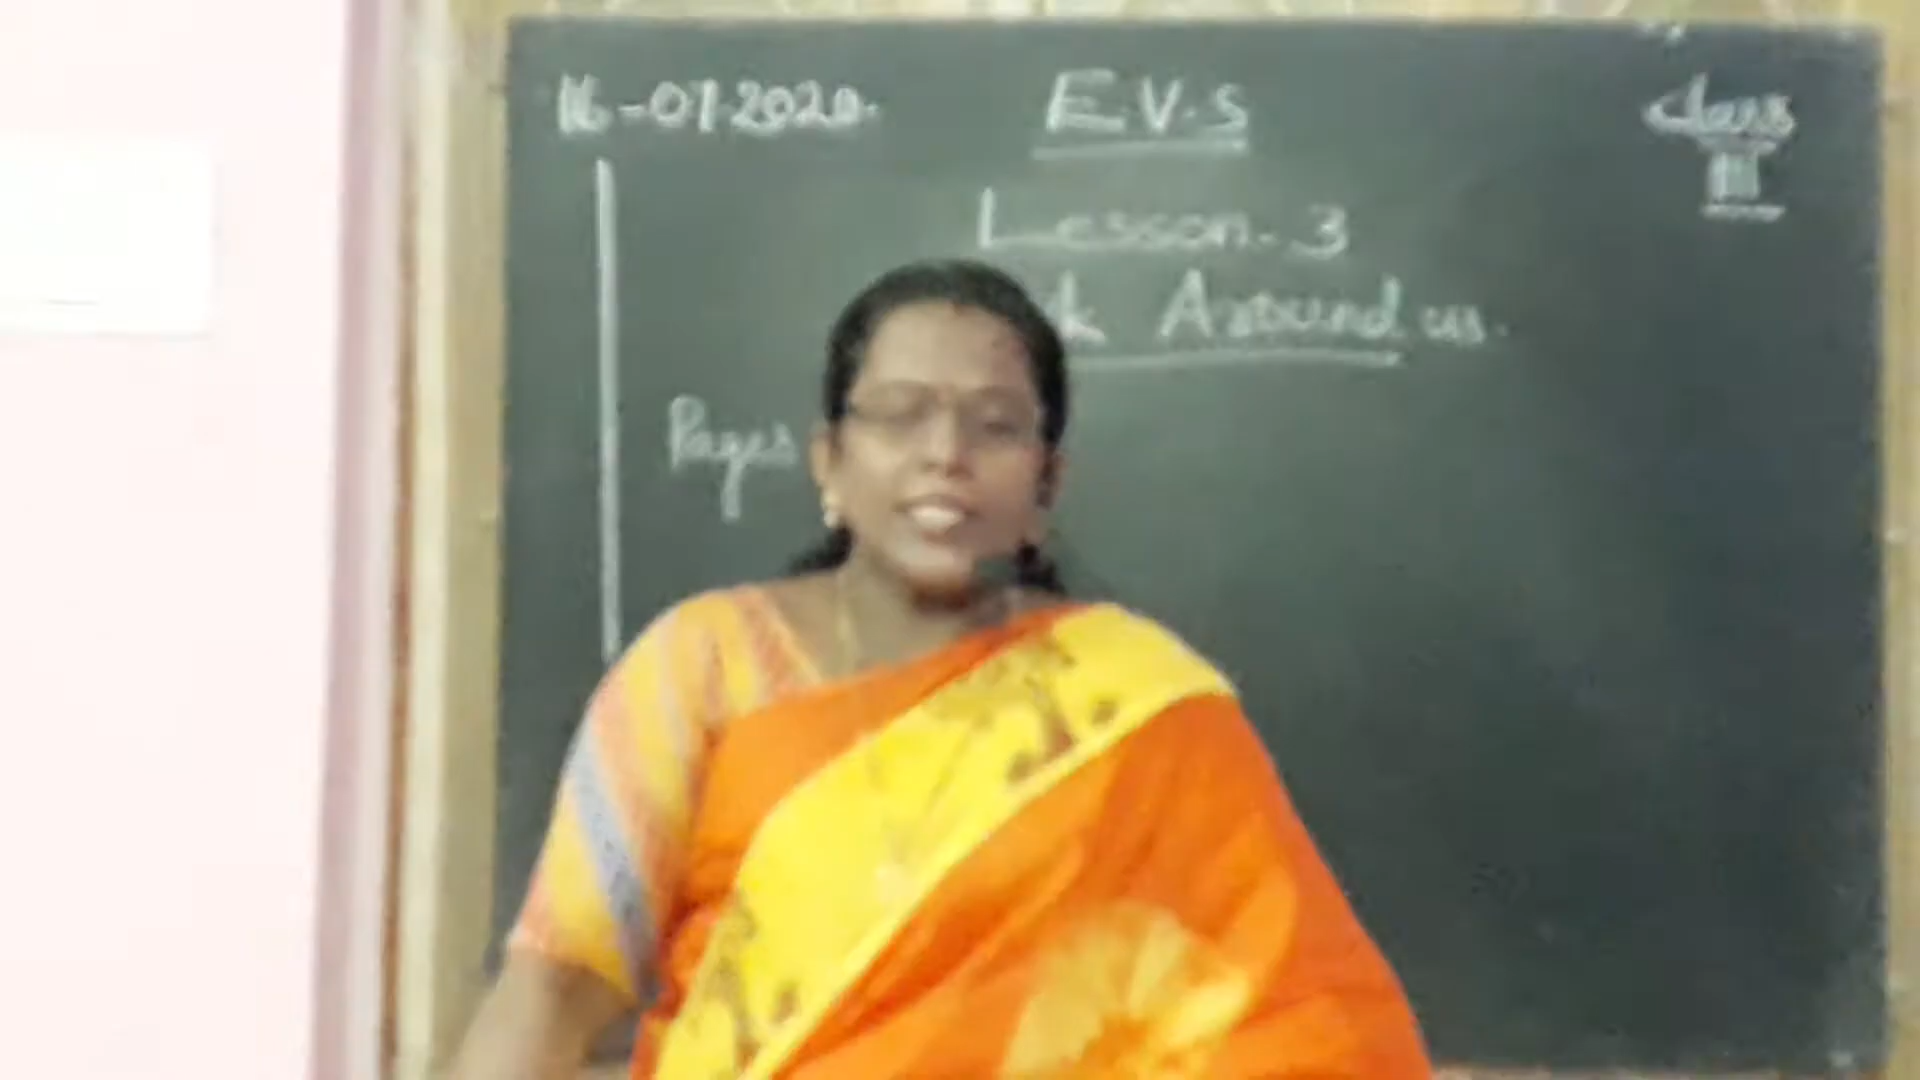 16-07-2020.
E.V.S
Class
III
Lesson-3
Around us.
Pages